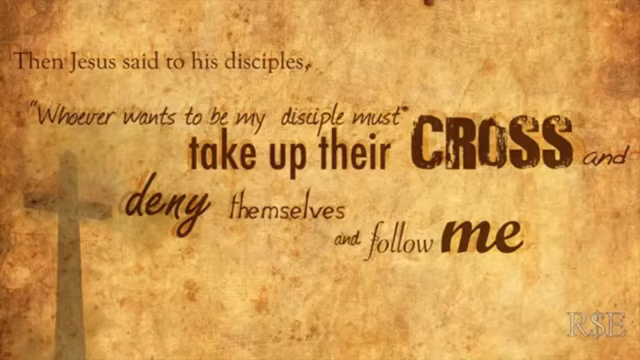 Then Jesus said to his disciples,
"Whoever wants to be my disciple must"
take up their CROSS and
deny themselves
and follow me
R$E